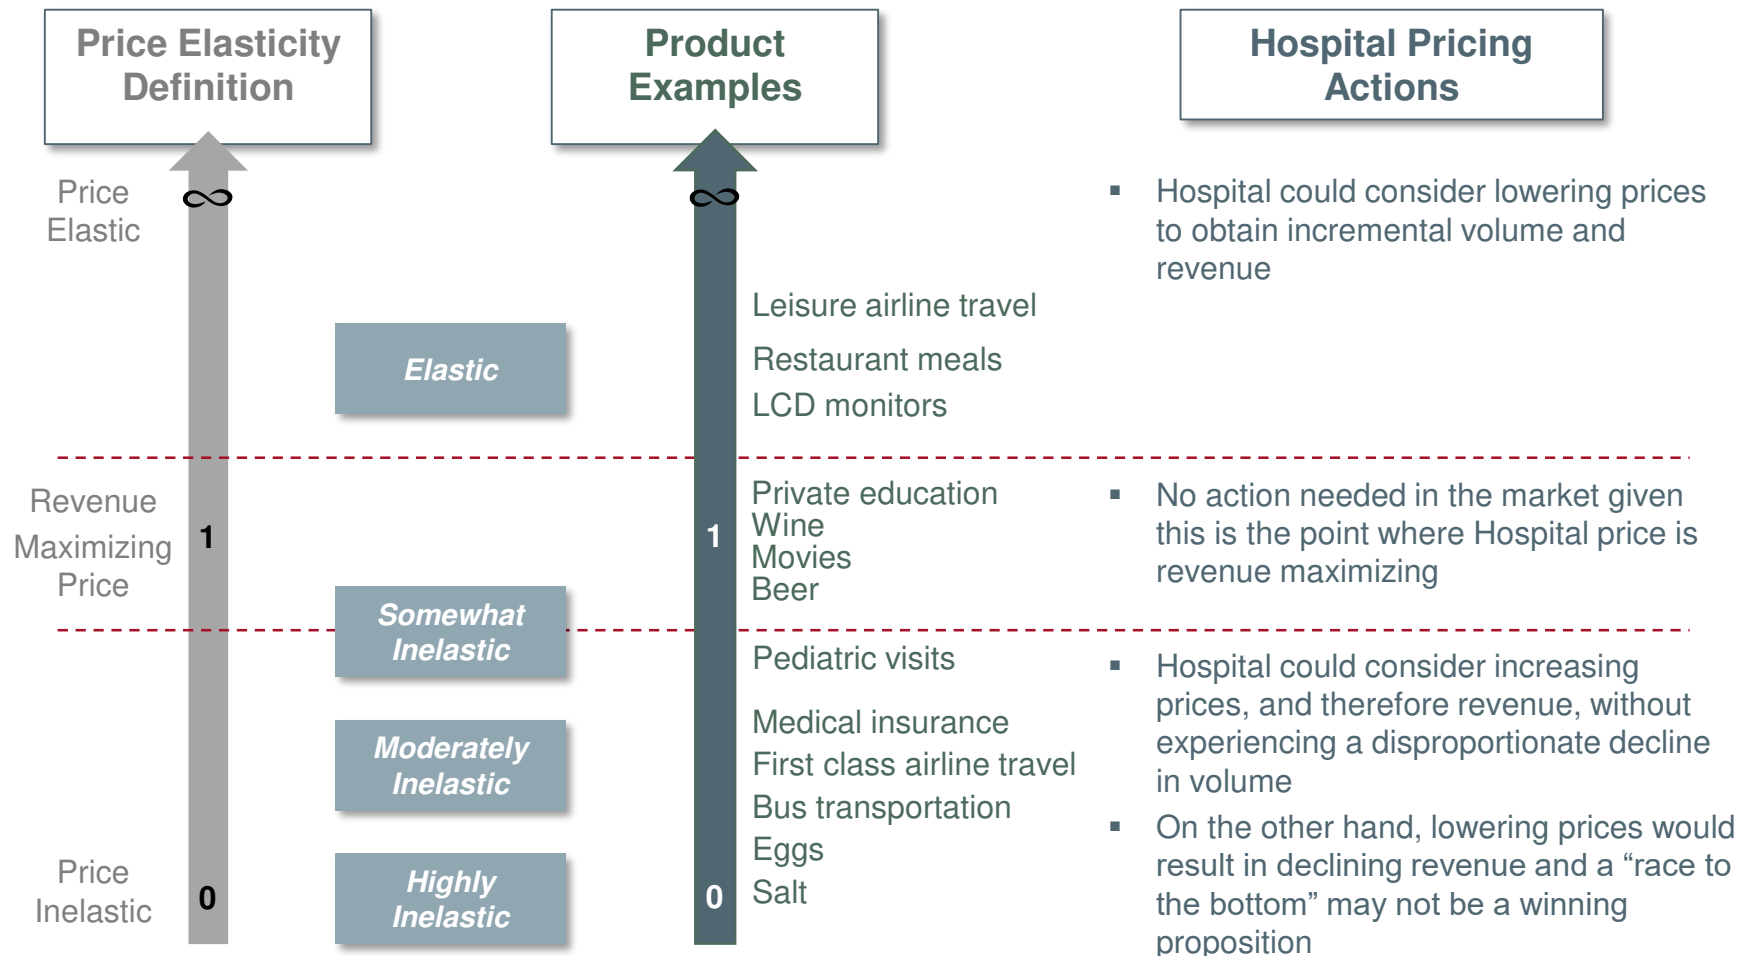 Price Elasticity
Definition
Product
Examples
Hospital Pricing
Actions
Price
Elastic
∞
∞
▪ Hospital could consider lowering prices
to obtain incremental volume and
revenue
Elastic
Leisure airline travel
Restaurant meals
LCD monitors
Revenue
Maximizing
Price
1
1
Private education
Wine
Movies
Beer
▪ No action needed in the market given
this is the point where Hospital price is
revenue maximizing
Somewhat
Inelastic
Moderately
Inelastic
Highly
Inelastic
Pediatric visits
Medical insurance
First class airline travel
Bus transportation
Eggs
Salt
Price
Inelastic
0
0
▪ Hospital could consider increasing
prices, and therefore revenue, without
experiencing a disproportionate decline
in volume
▪ On the other hand, lowering prices would
result in declining revenue and a “race to
the bottom” may not be a winning
proposition